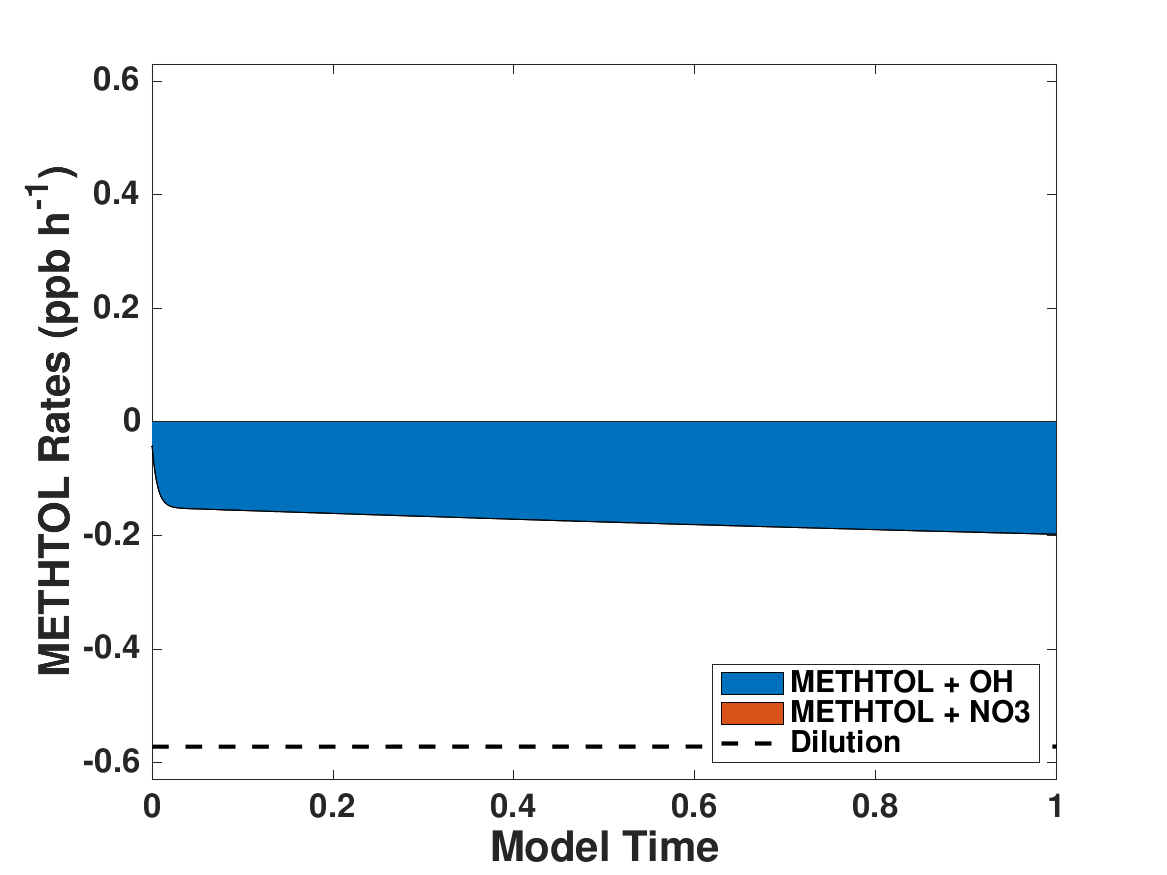 METHTOL Rates (ppb h⁻¹)
0.6
0.4
0.2
0
-0.2
-0.4
-0.6
METHTOL + OH
METHTOL + NO3
Dilution
0 0.2 0.4 0.6 0.8 1
Model Time